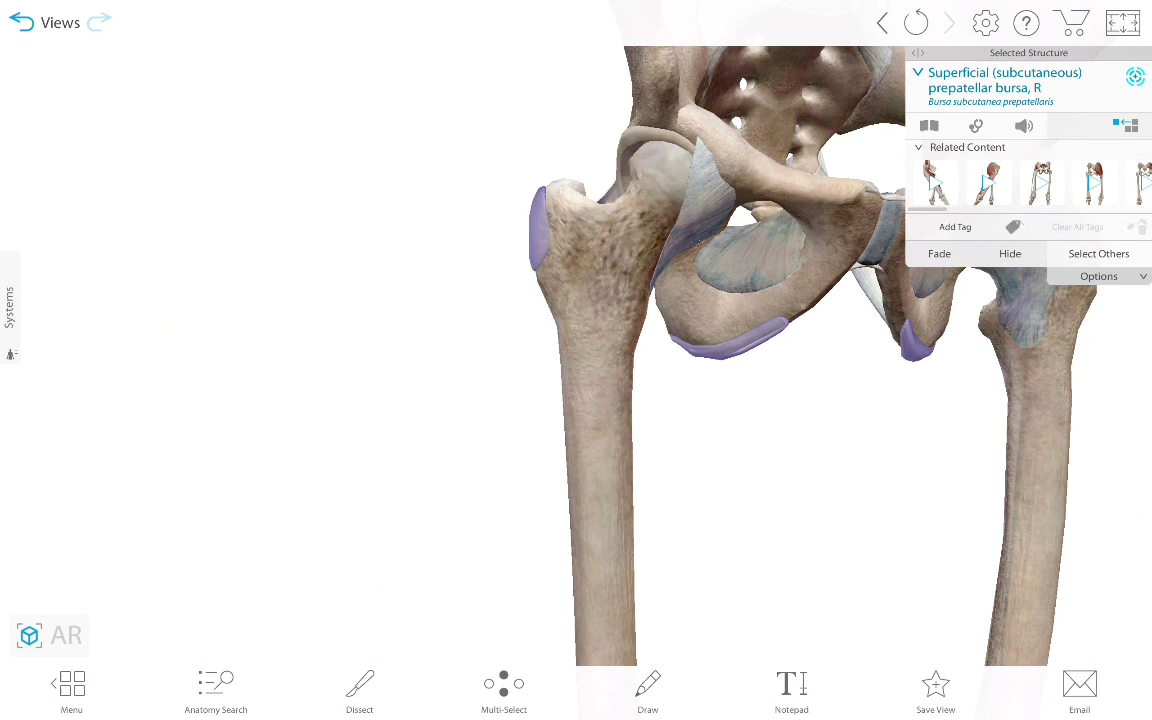 Views
Selected Structure
Superficial (subcutaneous)
prepatellar bursa, R
Bursa subcutanea prepatellaris
Related Content
Add Tag
Clear All Tags
Fade
Hide
Select Others
Options
Systems
AR
Menu
Anatomy Search
Dissect
Multi-Select
Draw
Notepad
Save View
Email